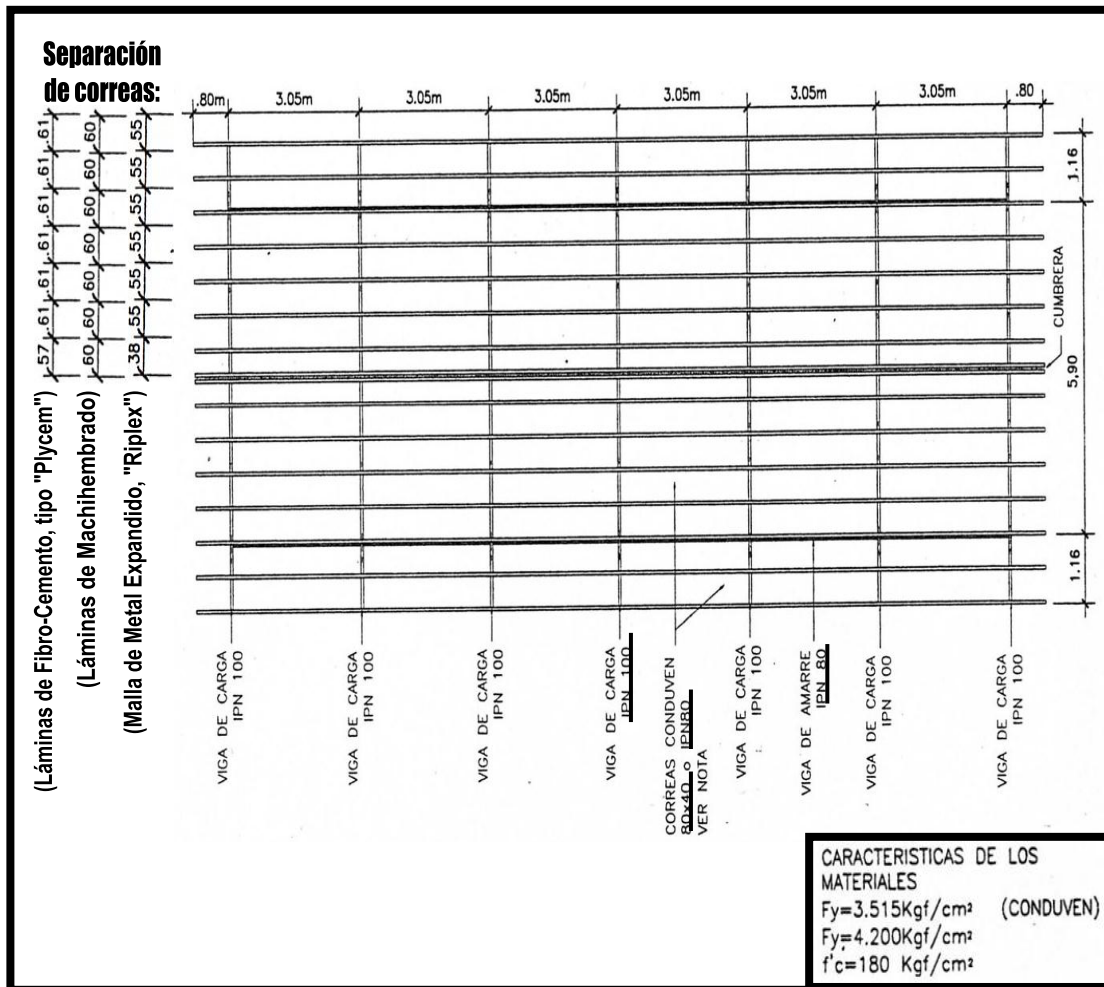 Separación
de correas:
.80m 3.05m 3.05m 3.05m 3.05m 3.05m 3.05m .80
.61 .61 .61 .61 .61 .61 .57
.60 .60 .60 .60 .60 .60 .60
.55 .55 .55 .55 .55 .55 .38
(Láminas de Fibro-Cemento, tipo "Plycem")
(Láminas de Machihembrado)
(Malla de Metal Expandido, "Riplex")
1.16
CUMBRERA
5,90
1.16
VIGA DE CARGA
IPN 100
VIGA DE CARGA
IPN 100
VIGA DE CARGA
IPN 100
VIGA DE CARGA
IPN 100
CORREAS CONDUVEN
80x40 o IPN80
VER NOTA
VIGA DE CARGA
IPN 100
VIGA DE AMARRE
IPN 80
VIGA DE CARGA
IPN 100
VIGA DE CARGA
IPN 100
CARACTERISTICAS DE LOS
MATERIALES
Fy=3.515Kgf/cm² (CONDUVEN)
Fy=4.200Kgf/cm²
f'c=180 Kgf/cm²